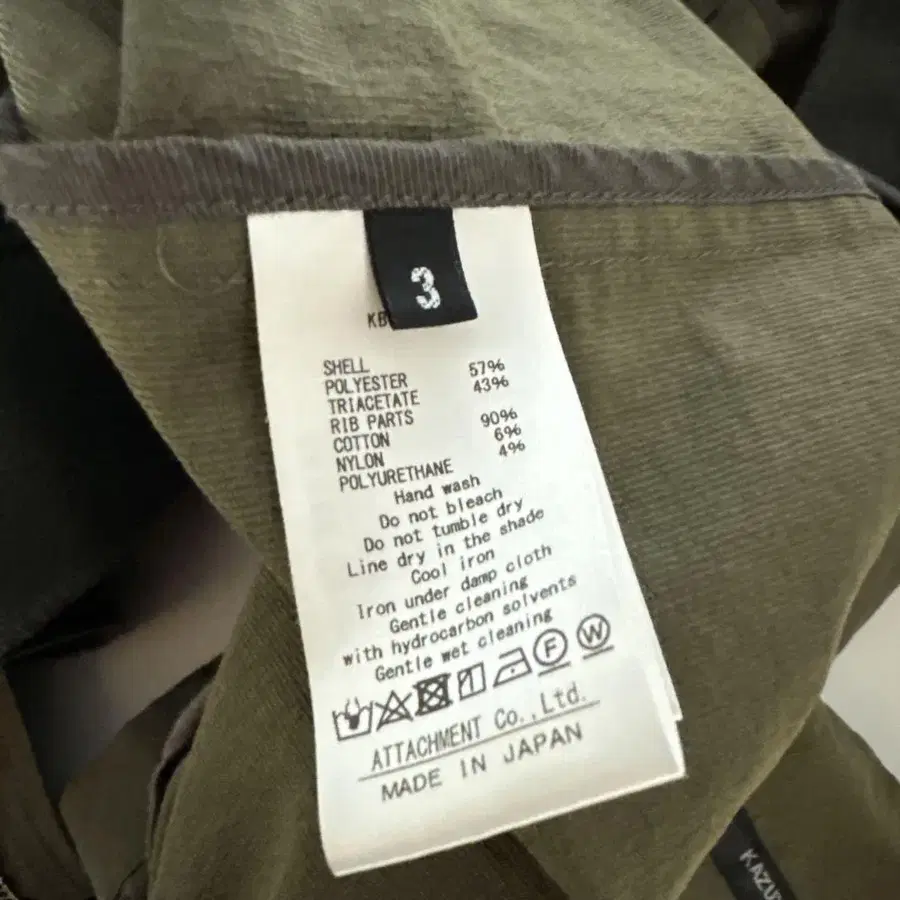 3
KB
SHELL
POLYESTER 57%
TRIACETATE 43%
RIB PARTS
COTTON 90%
NYLON 6%
POLYURETHANE 4%
Hand wash
Do not bleach
Do not tumble dry
Line dry in the shade
Cool iron
Iron under damp cloth
Gentle cleaning
with hydrocarbon solvents
Gentle wet cleaning
F W
ATTACHMENT Co.,Ltd.
MADE IN JAPAN
KAZU